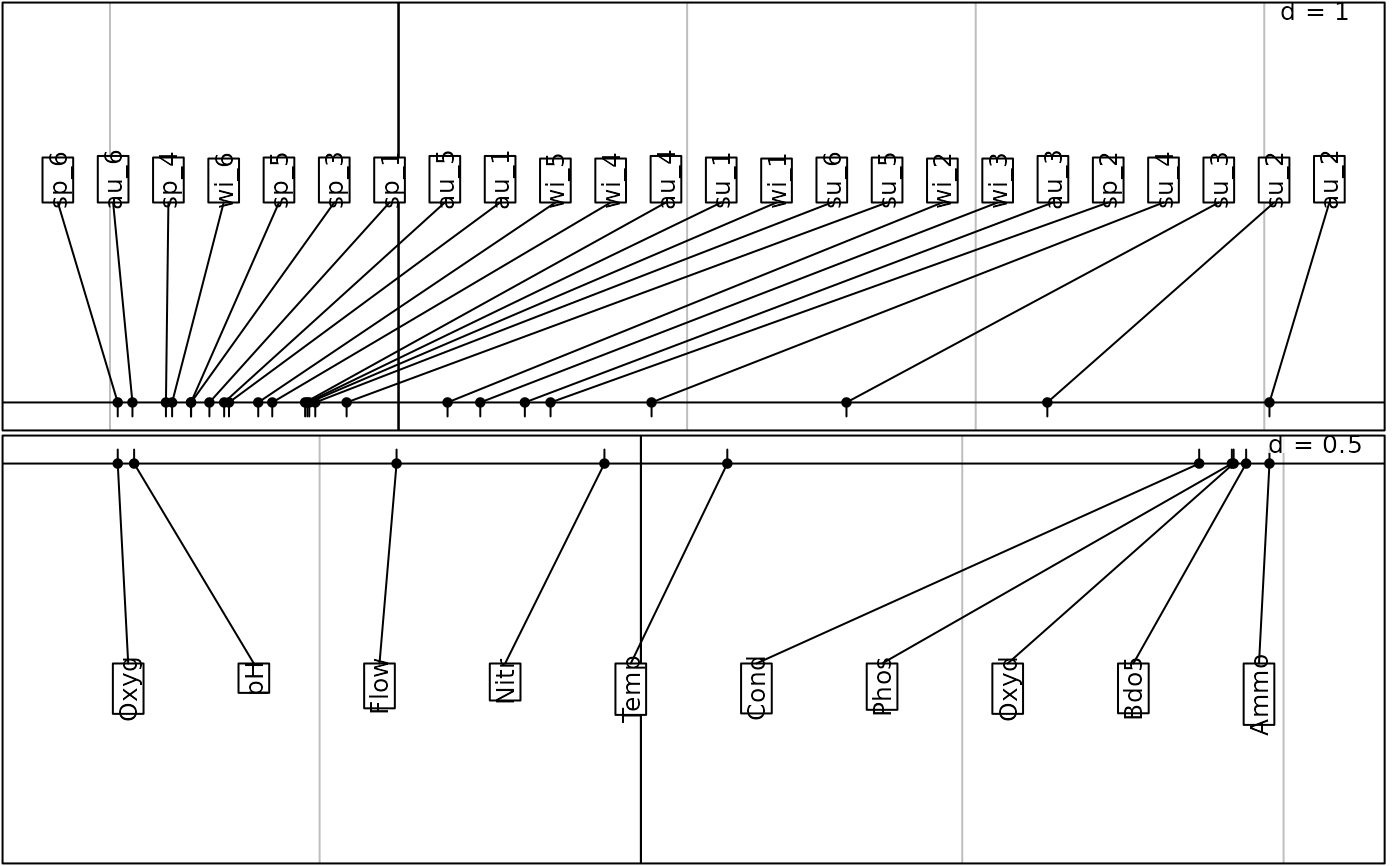 d = 1
sp_6 au_6 sp_4 wi_6 sp_5 sp_3 sp_1 au_5 au_1 wi_5 wi_4 au_4 su_1 wi_1 su_6 su_5 wi_2 wi_3 au_3 sp_2 su_4 su_3 su_2 au_2
d = 0.5
Oxyg pH Flow Nitr Temp Cond Phos Oxyd Bdo5 Ammo